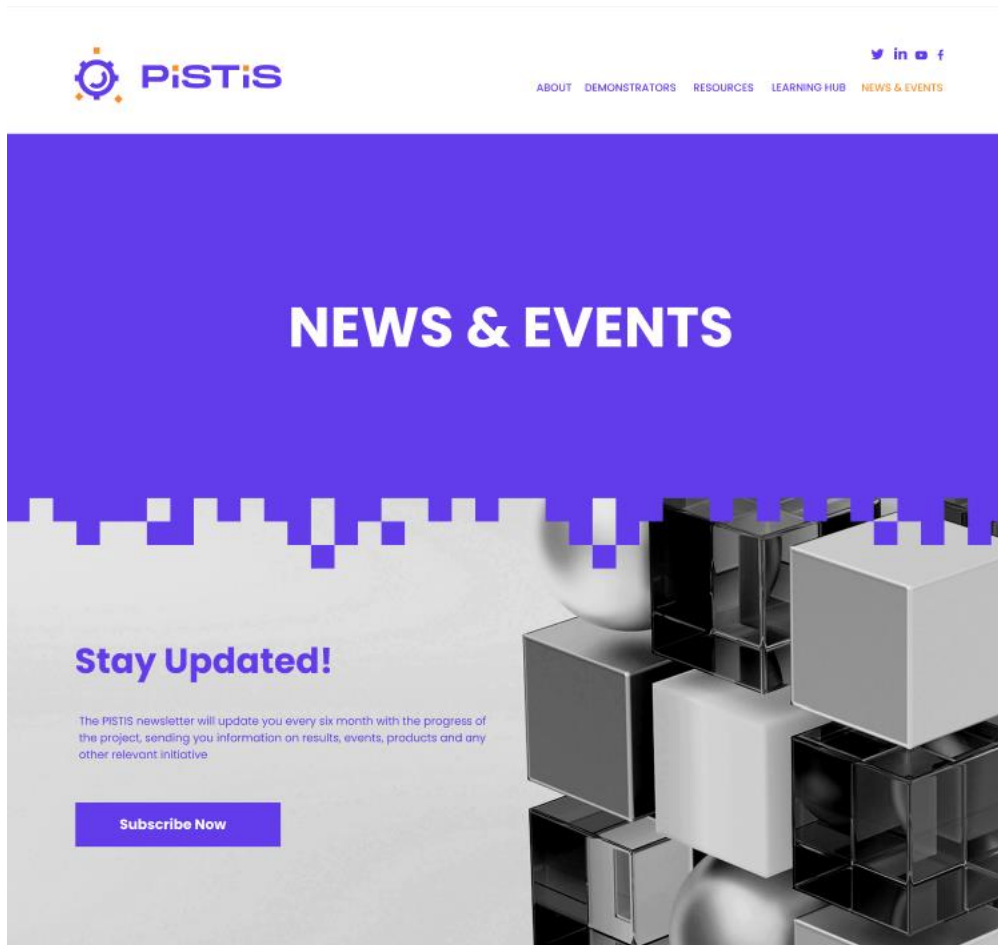 PiSTiS
ABOUT DEMONSTRATORS RESOURCES LEARNING HUB NEWS & EVENTS
NEWS & EVENTS
Stay Updated!
The PISTIS newsletter will update you every six month with the progress of
the project, sending you information on results, events, products and any
other relevant initiative
Subscribe Now